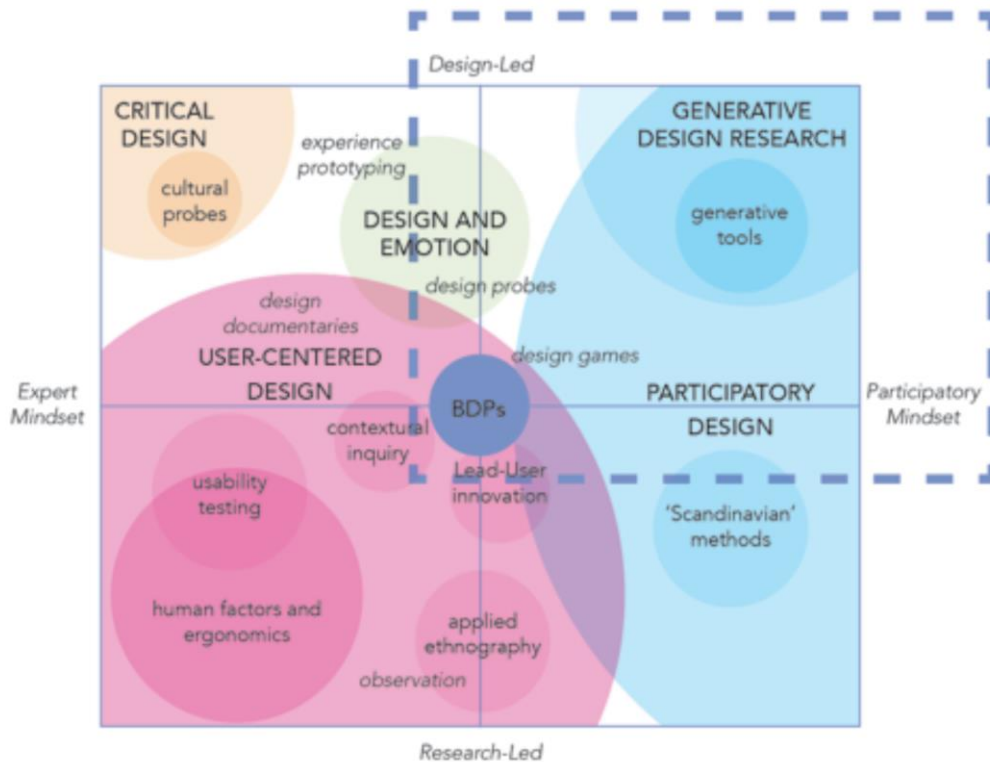 Design-Led
CRITICAL
DESIGN
cultural
probes
experience
prototyping
DESIGN AND
EMOTION
design probes
GENERATIVE
DESIGN RESEARCH
generative
tools
design
documentaries
USER-CENTERED
DESIGN
design games
Expert
Mindset
BDPs
PARTICIPATORY
DESIGN
Participatory
Mindset
contextural
inquiry
usability
testing
Lead-User
innovation
'Scandinavian'
methods
human factors and
ergonomics
applied
ethnography
observation
Research-Led